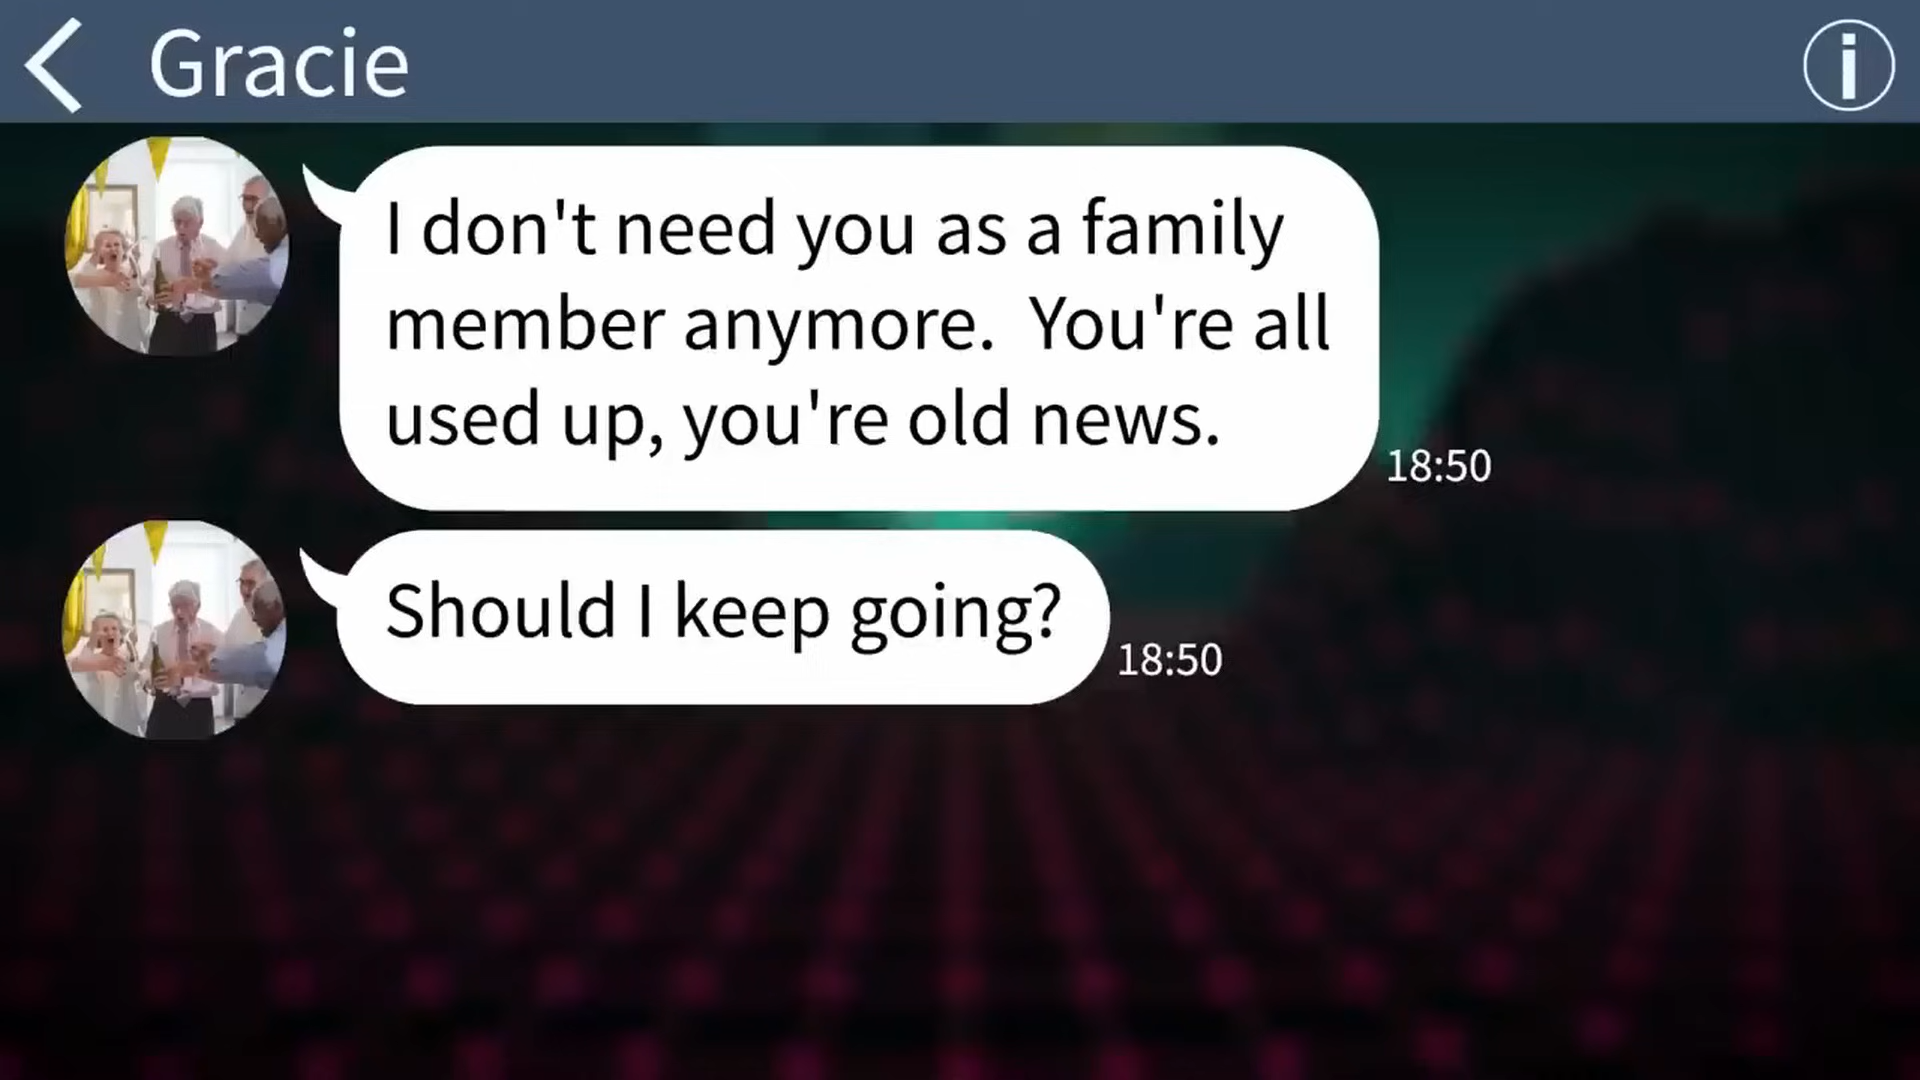 Gracie
I don't need you as a family
member anymore.  You're all
used up, you're old news.
18:50
Should I keep going?
18:50